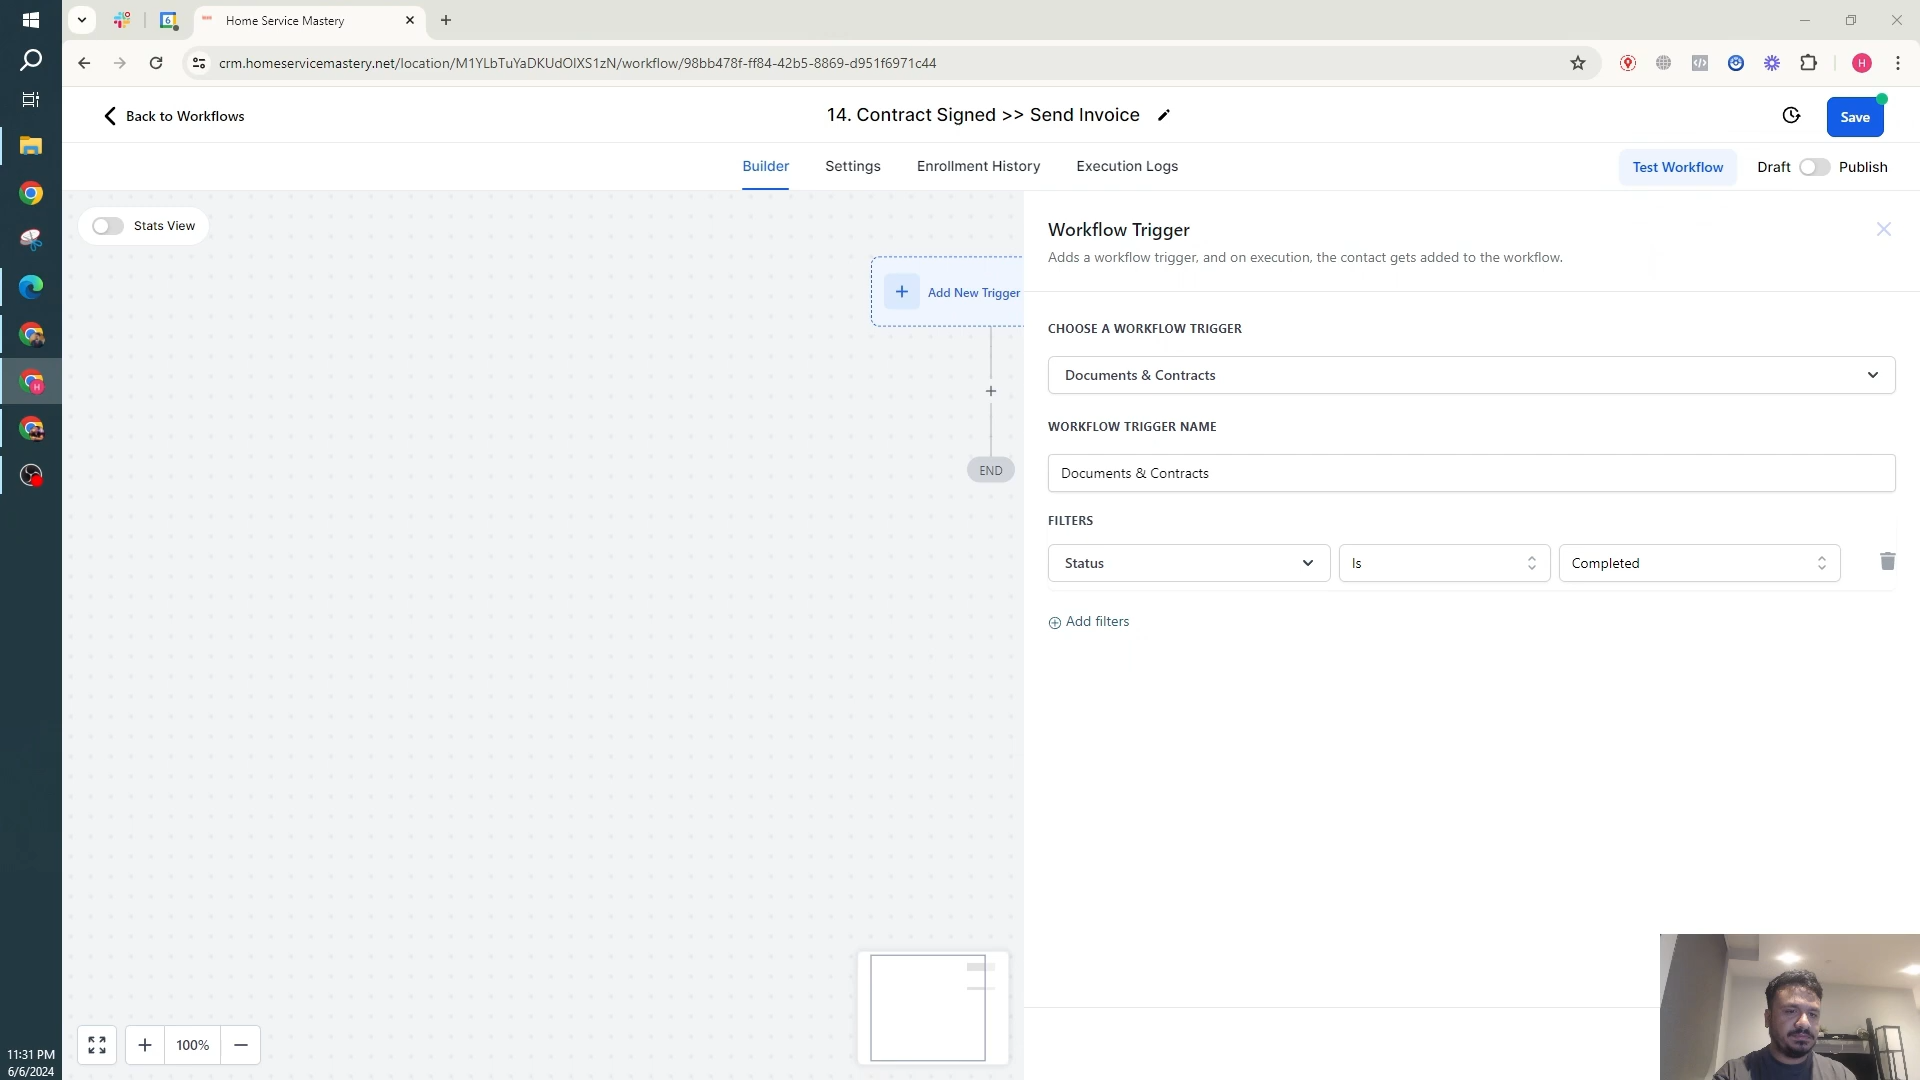 Home Service Mastery
crm.homeservicemastery.net/location/M1YLbTuYaDKUdOlXS1zN/workflow/98bb478f-ff84-42b5-8869-d951f6971c44
H
Back to Workflows
14. Contract Signed >> Send Invoice
Save
Builder
Settings
Enrollment History
Execution Logs
Test Workflow
Draft
Publish
Stats View
Workflow Trigger
Adds a workflow trigger, and on execution, the contact gets added to the workflow.
Add New Trigger
CHOOSE A WORKFLOW TRIGGER
Documents & Contracts
WORKFLOW TRIGGER NAME
Documents & Contracts
END
FILTERS
Status
Is
Completed
Add filters
100%
11:31 PM
6/6/2024